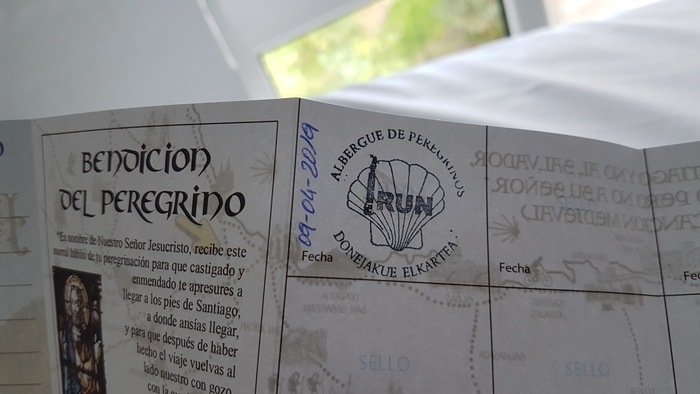 BENDICION
DEL PEREGRINO
"En nombre de Nuestro Señor Jesucristo, recibe este
morral hábito de tu peregrinación para que castigado y
enmendado te apresures a
llegar a los pies de Santiago,
a donde ansías llegar,
y para que después de haber
hecho el viaje vuelvas al
lado nuestro con gozo
con la
09-04-2019
ALBERGUE DE PEREGRINOS
IRUN
DONEJAKUE ELKARTEA
Fecha
Fecha
Fe
SELLO
SELLO